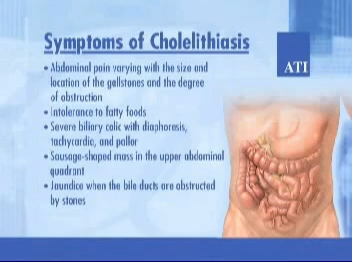 Symptoms of Cholelithiasis
• Abdominal pain varying with the size and
location of the gallstones and the degree
of obstruction
• Intolerance to fatty foods
• Severe biliary colic with diaphoresis,
tachycardic, and pallor
• Sausage-shaped mass in the upper abdominal
quadrant
• Jaundice when the bile ducts are obstructed
by stones
ATI